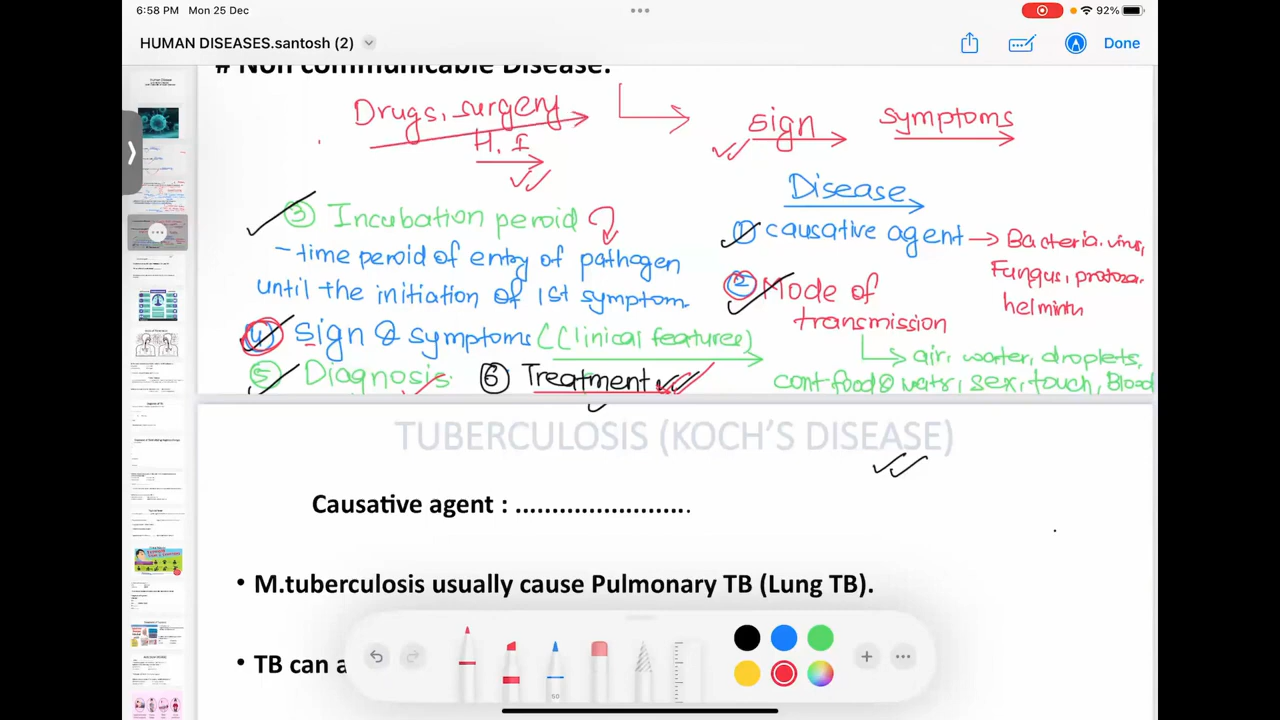 6:58 PM Mon 25 Dec
92%
HUMAN DISEASES.santosh (2)
Done
# Non communicable Disease:
Drugs, surgery
H. I
sign
symptoms
③ Incubation peroid
- time peroid of entry of pathogen
until the initiation of 1st symptom.
④ Sign & symptoms (Clinical features)
⑤ Diagnosis
⑥ Treatment
Disease
① causative agent → Bacteria. virus,
Fungus, protozoa.
helminth
② Mode of
transmission
→ air, water, droplets,
cont food & watr, sex, touch, Blood
TUBERCULOSIS (KOCH'S DISEASE)
Causative agent : ........................
• M.tuberculosis usually cause Pulmonary TB (Lung TB).
• TB can a